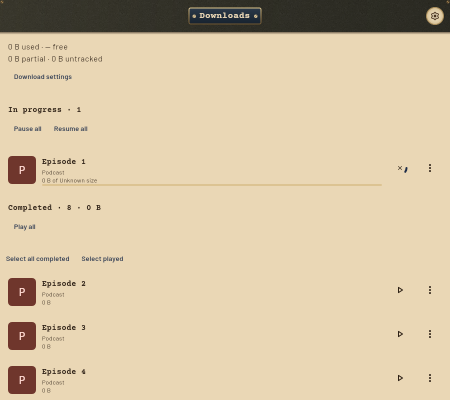 Downloads
0 B used · — free
0 B partial · 0 B untracked
Download settings
In progress · 1
Pause all Resume all
P
Episode 1
Podcast
0 B of Unknown size
Completed · 8 · 0 B
Play all
Select all completed Select played
P
Episode 2
Podcast
0 B
P
Episode 3
Podcast
0 B
P
Episode 4
Podcast
0 B